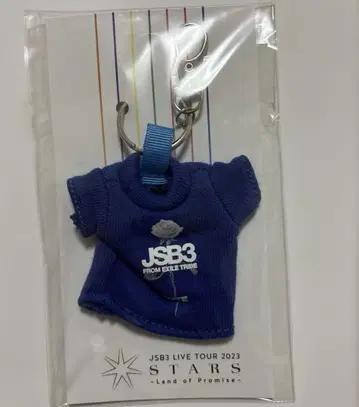 JSB3
FROM EXILE TRIBE
JSB3 LIVE TOUR 2023
STARS
~Land of Promise~